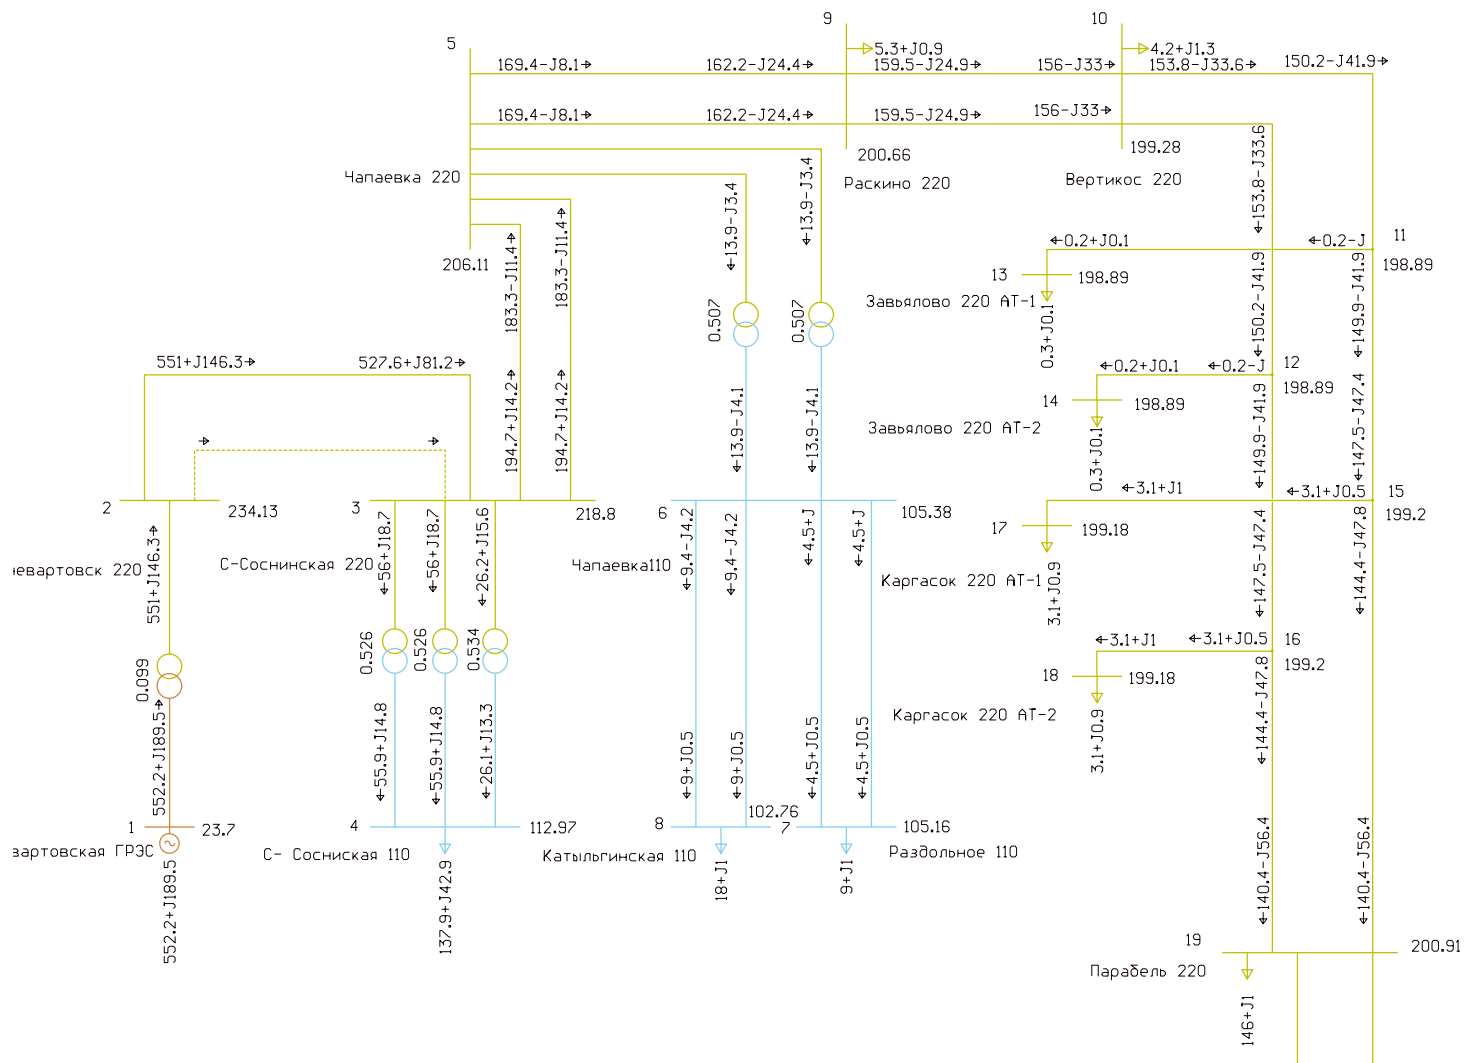 9
10
5
5.3+J0.9
4.2+J1.3
169.4-J8.1
162.2-J24.4
159.5-J24.9
156-J33
153.8-J33.6
150.2-J41.9
169.4-J8.1
162.2-J24.4
159.5-J24.9
156-J33
200.66
199.28
Чапаевка 220
Раскино 220
Вертикос 220
13.9-J3.4
13.9-J3.4
153.8-J33.6
183.3-J11.4
183.3-J11.4
206.11
0.2+J0.1
0.2-J
11
198.89
13
198.89
Завьялово 220 АТ-1
0.3+J0.1
150.2-J41.9
149.9-J41.9
0.507
0.507
551+J146.3
527.6+J81.2
0.2+J0.1
0.2-J
12
198.89
14
198.89
Завьялово 220 АТ-2
0.3+J0.1
194.7+J14.2
194.7+J14.2
13.9-J4.1
13.9-J4.1
149.9-J41.9
147.5-J47.4
2
234.13
3
218.8
6
105.38
3.1+J1
3.1+J0.5
15
199.2
17
199.18
невартовск 220
С-Соснинская 220
Чапаевка110
Каргасок 220 АТ-1
3.1+J0.9
551+J146.3
56+J18.7
56+J18.7
26.2+J15.6
9.4-J4.2
9.4-J4.2
4.5+J
4.5+J
147.5-J47.4
144.4-J47.8
0.099
0.526
0.526
0.534
3.1+J1
3.1+J0.5
16
199.2
18
199.18
Каргасок 220 АТ-2
3.1+J0.9
552.2+J189.5
55.9+J14.8
55.9+J14.8
26.1+J13.3
9+J0.5
9+J0.5
4.5+J0.5
4.5+J0.5
144.4-J47.8
1
23.7
4
112.97
8
102.76
7
105.16
вартовская ГРЭС
С- Сосниская 110
Катыльгинская 110
Раздольное 110
552.2+J189.5
137.9+J42.9
18+J1
9+J1
140.4-J56.4
140.4-J56.4
19
200.91
Парабель 220
146+J1